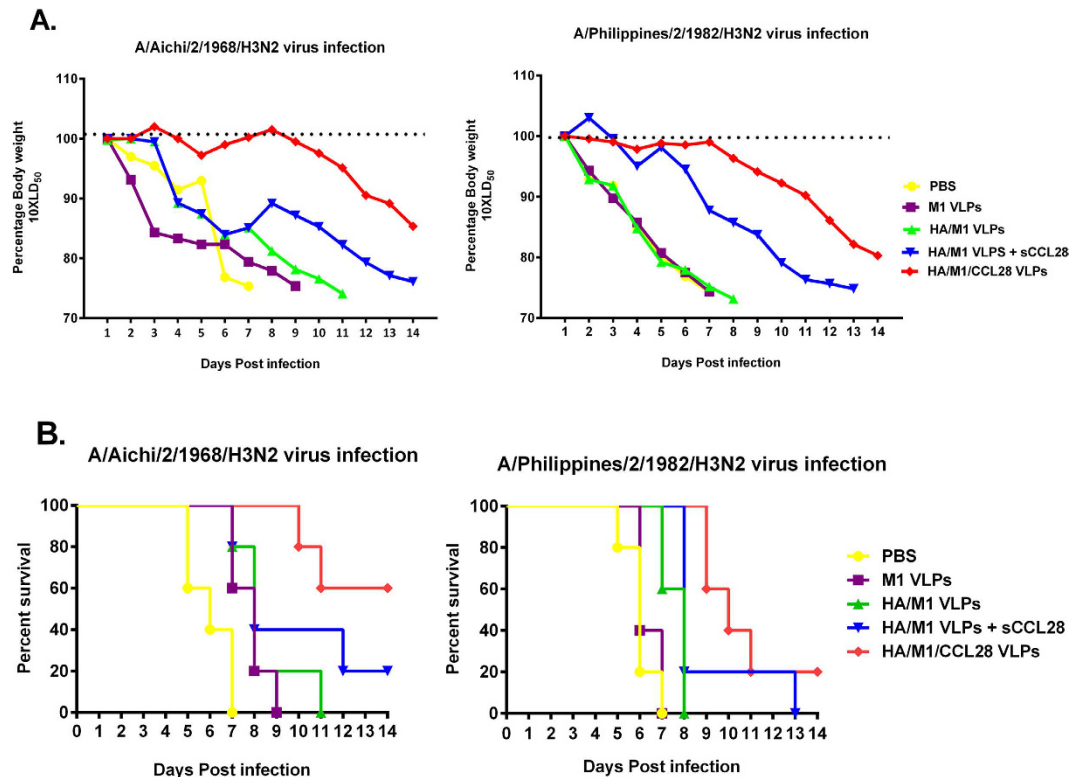 A.
A/Aichi/2/1968/H3N2 virus infection
Percentage Body weight
10XLD50
110
100
90
80
70
1 2 3 4 5 6 7 8 9 10 11 12 13 14
Days Post infection
A/Philippines/2/1982/H3N2 virus infection
Percentage Body weight
10XLD50
110
100
90
80
70
1 2 3 4 5 6 7 8 9 10 11 12 13 14
Days Post infection
PBS
M1 VLPs
HA/M1 VLPs
HA/M1 VLPS + sCCL28
HA/M1/CCL28 VLPs
B.
A/Aichi/2/1968/H3N2 virus infection
Percent survival
100
80
60
40
20
0
0 1 2 3 4 5 6 7 8 9 10 11 12 13 14
Days Post infection
A/Philippines/2/1982/H3N2 virus infection
Percent survival
100
80
60
40
20
0
0 1 2 3 4 5 6 7 8 9 10 11 12 13 14
Days Post infection
PBS
M1 VLPs
HA/M1 VLPs
HA/M1 VLPs + sCCL28
HA/M1/CCL28 VLPs